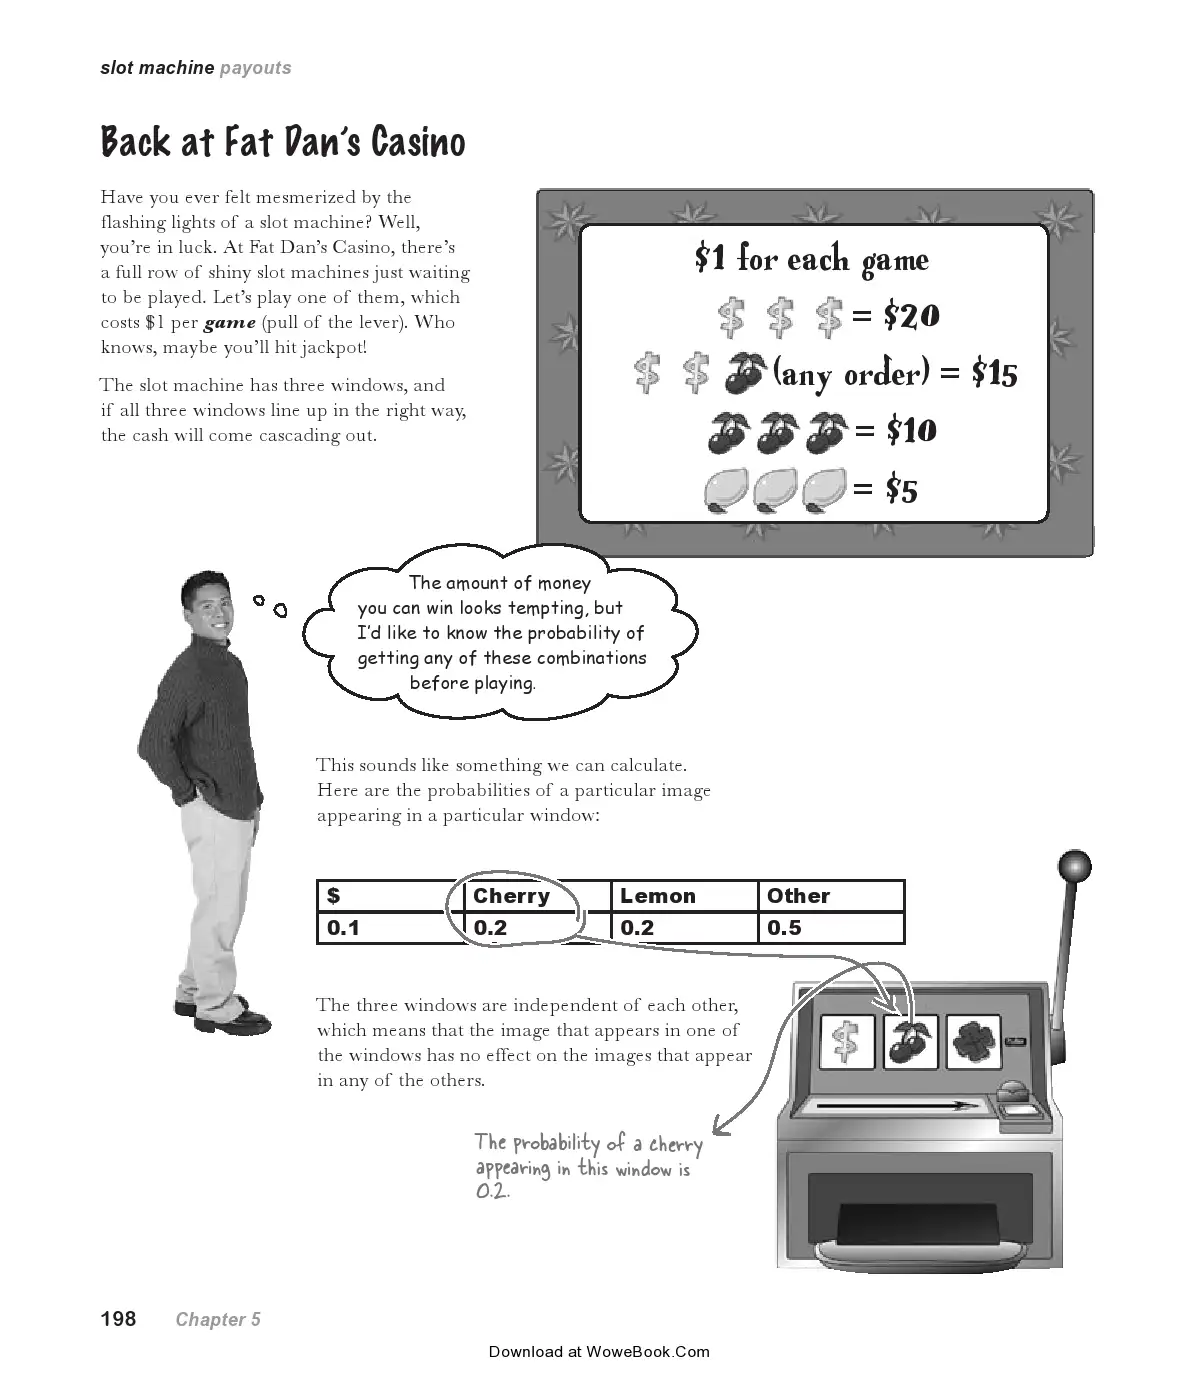 slot machine payouts
Back at Fat Dan's Casino
Have you ever felt mesmerized by the
flashing lights of a slot machine? Well,
you're in luck. At Fat Dan's Casino, there's
a full row of shiny slot machines just waiting
to be played. Let's play one of them, which
costs $1 per game (pull of the lever). Who
knows, maybe you'll hit jackpot!
The slot machine has three windows, and
if all three windows line up in the right way,
the cash will come cascading out.
$1 for each game
$ $ $ = $20
$ $ (any order) = $15
= $10
= $5
The amount of money
you can win looks tempting, but
I'd like to know the probability of
getting any of these combinations
before playing.
This sounds like something we can calculate.
Here are the probabilities of a particular image
appearing in a particular window:
$ Cherry Lemon Other
0.1 0.2 0.2 0.5
The three windows are independent of each other,
which means that the image that appears in one of
the windows has no effect on the images that appear
in any of the others.
$
The probability of a cherry
appearing in this window is
0.2.
198 Chapter 5
Download at WoweBook.Com